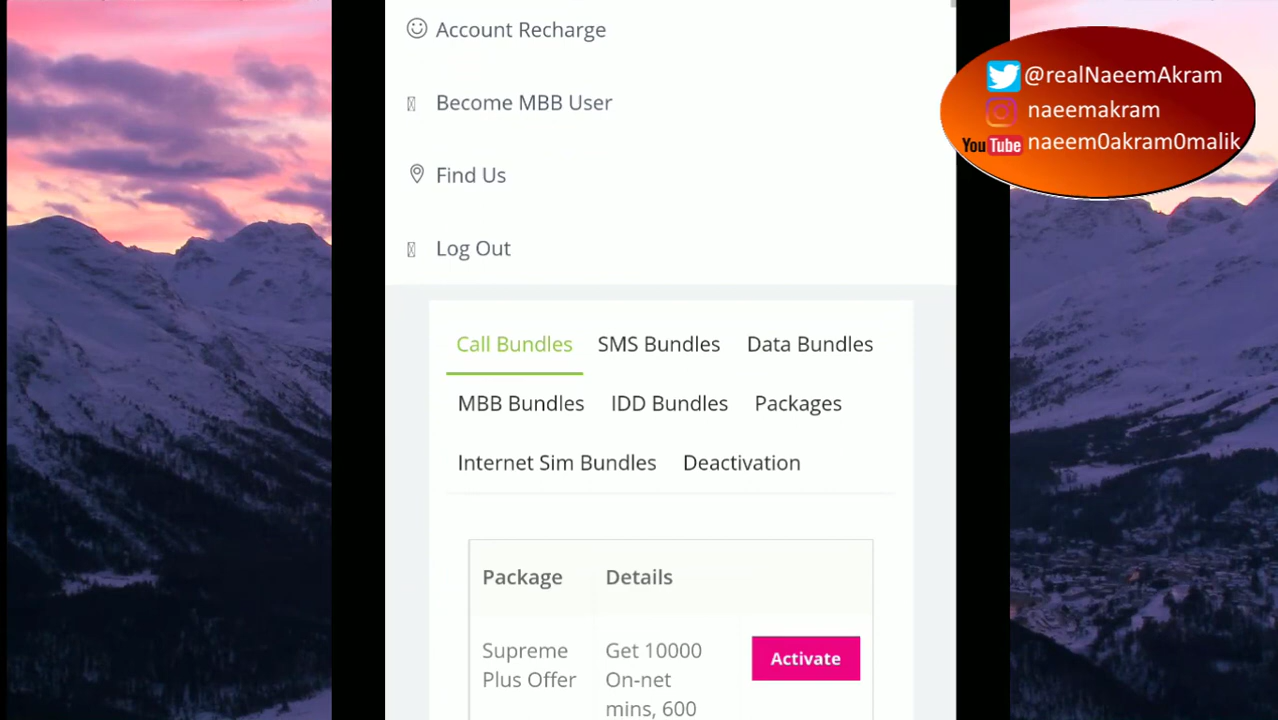 Account Recharge
Become MBB User
Find Us
Log Out
@realNaeemAkram
naeemakram
You Tube naeem0akram0malik
Call Bundles SMS Bundles Data Bundles
MBB Bundles IDD Bundles Packages
Internet Sim Bundles Deactivation
Package Details
Supreme Plus Offer
Get 10000
On-net
mins, 600
Activate